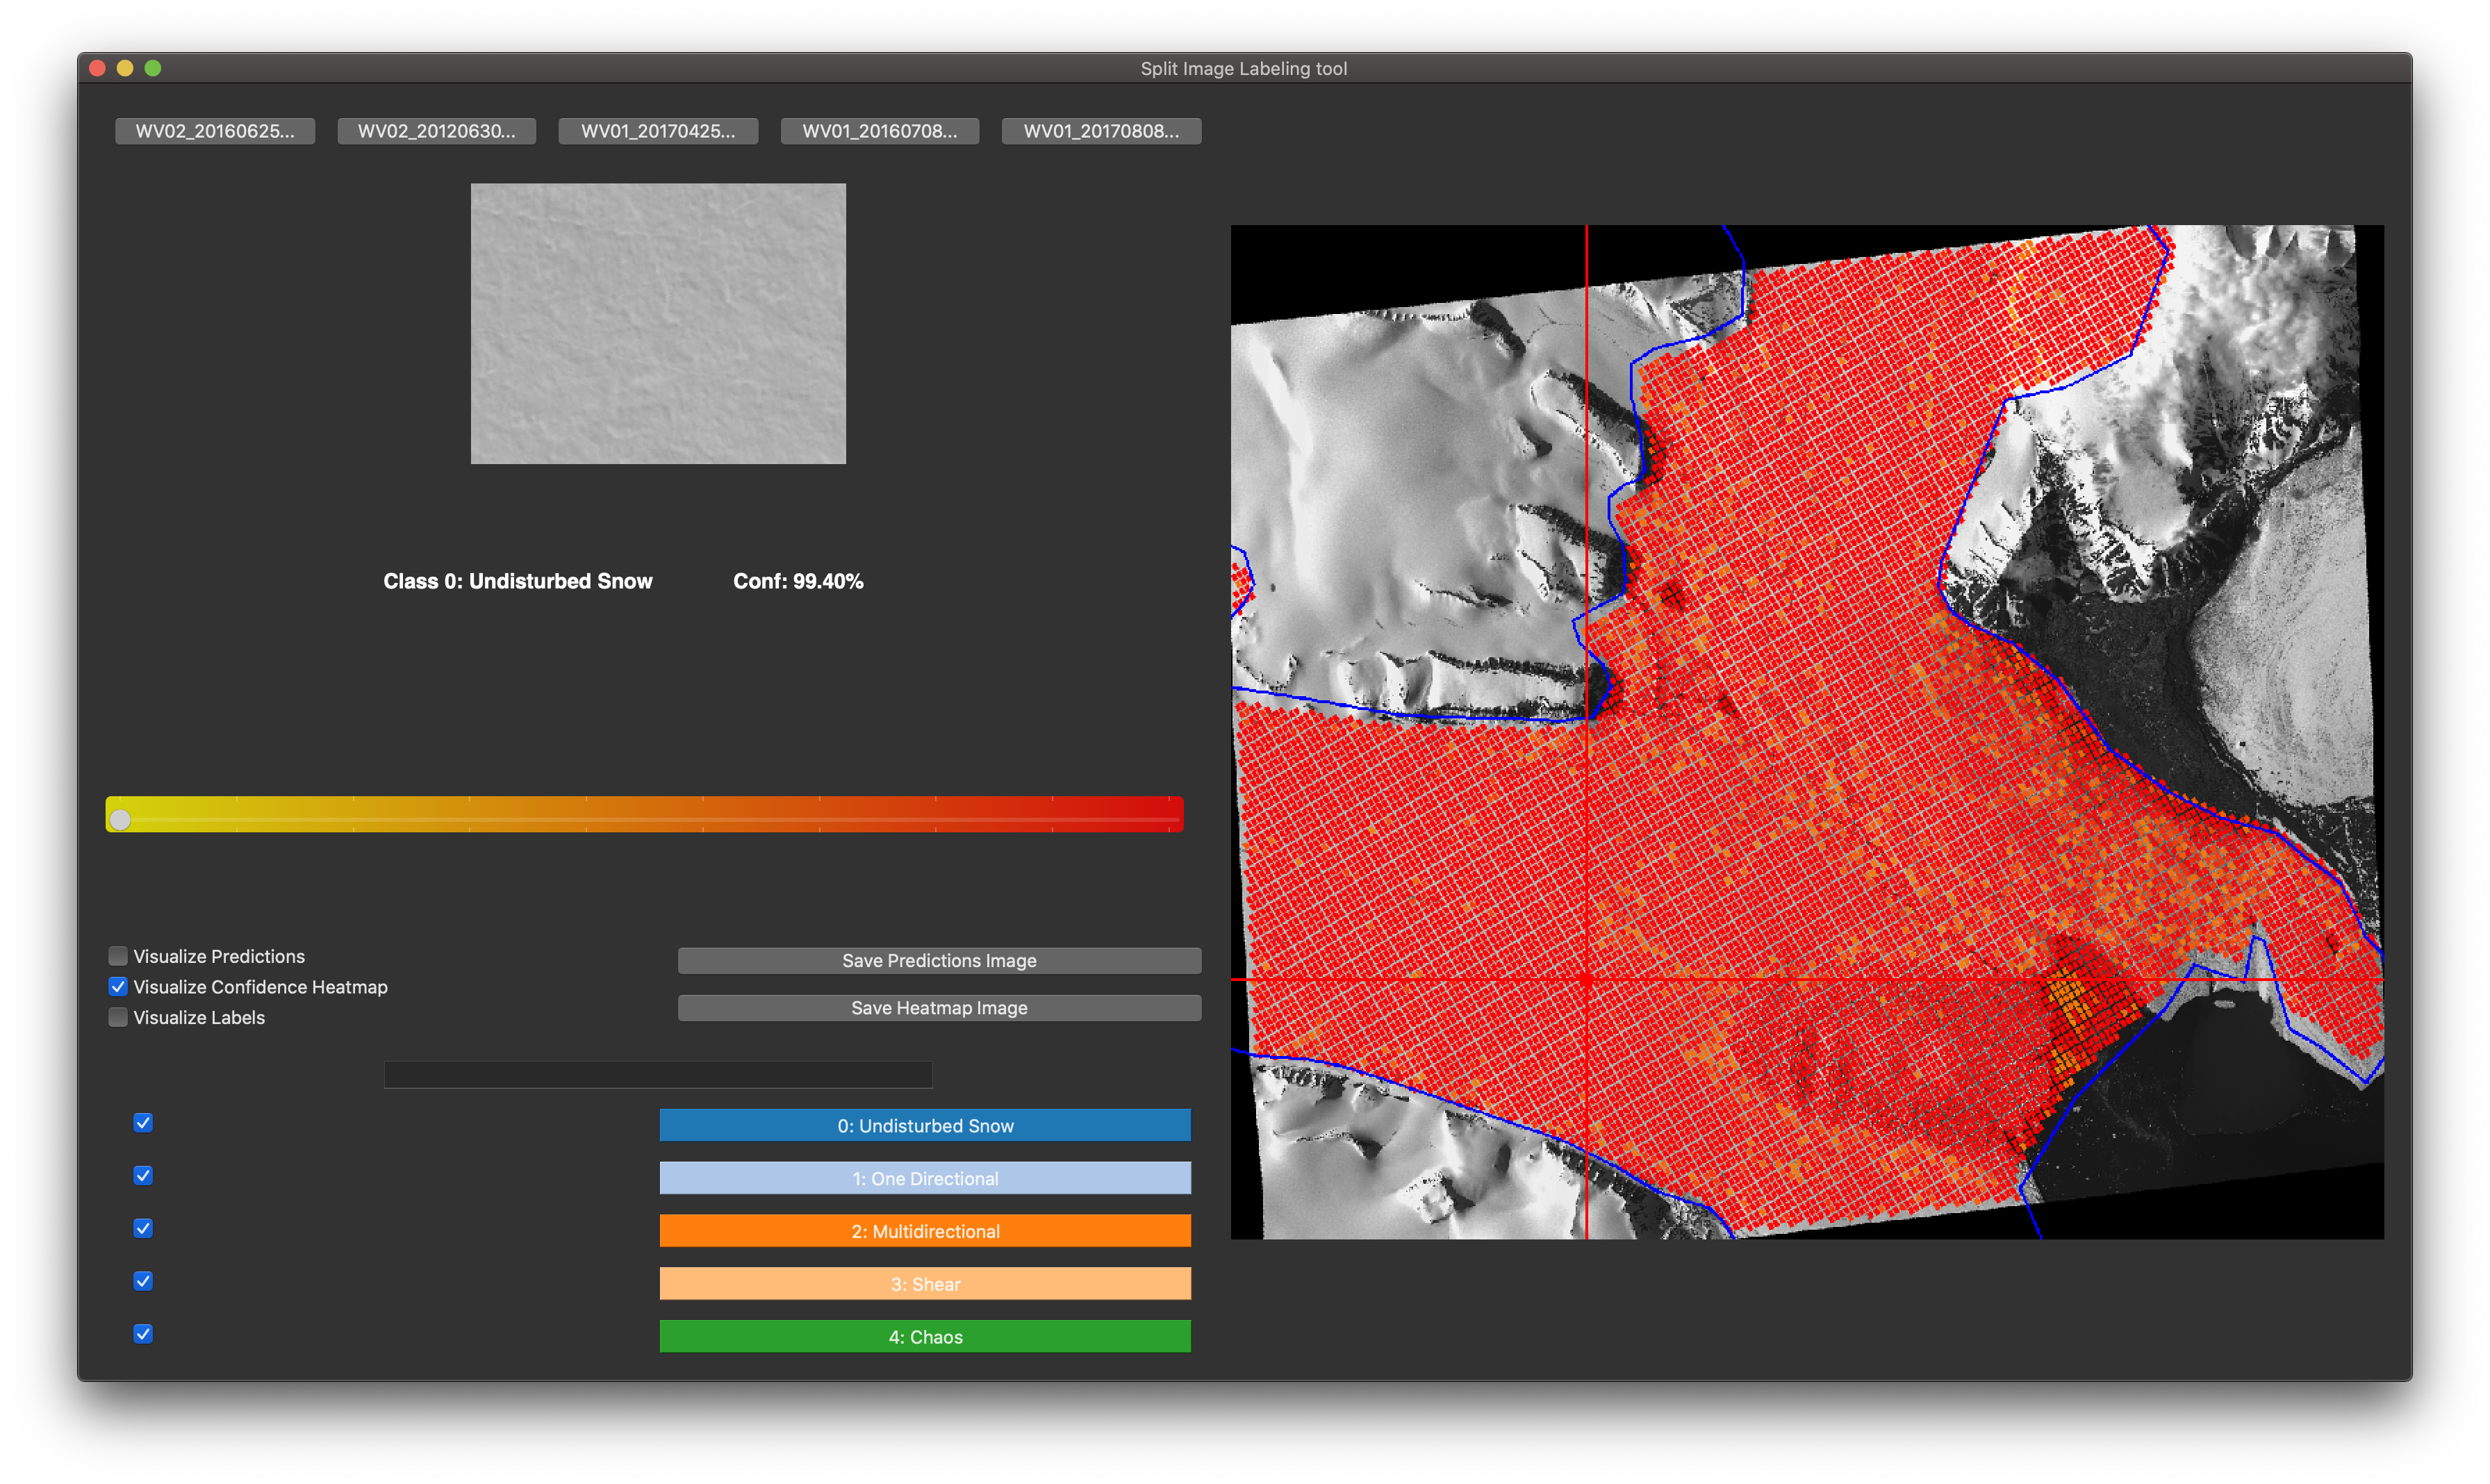 Split Image Labeling tool
WV02_20160625...
WV02_20120630...
WV01_20170425...
WV01_20160708...
WV01_20170808...
Class 0: Undisturbed Snow
Conf: 99.40%
Visualize Predictions
Visualize Confidence Heatmap
Visualize Labels
Save Predictions Image
Save Heatmap Image
0: Undisturbed Snow
1: One Directional
2: Multidirectional
3: Shear
4: Chaos